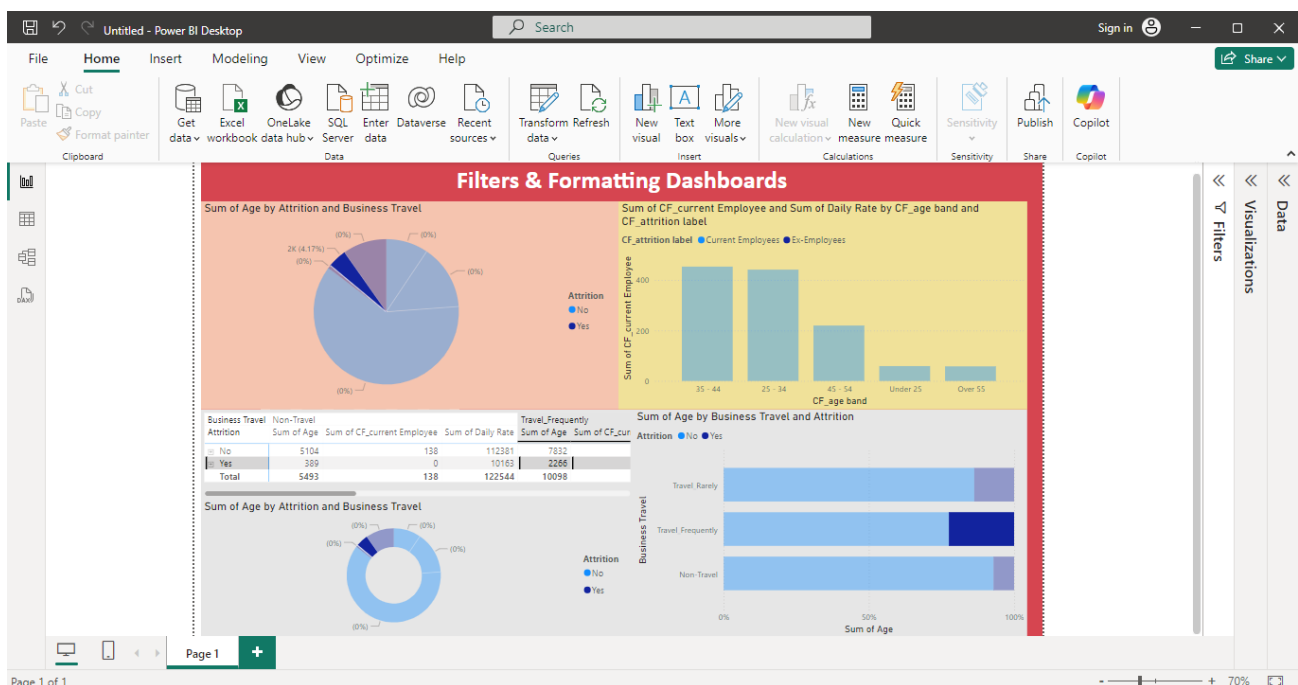 Untitled - Power BI Desktop
Search
Sign in
File Home Insert Modeling View Optimize Help
Share
Paste
Cut
Copy
Format painter
Clipboard
Get data
Excel workbook
OneLake data hub
SQL Server
Enter data
Dataverse
Recent sources
Data
Transform data
Refresh
Queries
New visual
Text box
More visuals
Insert
New visual calculation
New measure
Quick measure
Calculations
Sensitivity
Sensitivity
Publish
Share
Copilot
Copilot
DAX
Filters
Visualizations
Data
Filters & Formatting Dashboards
Sum of Age by Attrition and Business Travel
(0%)
(0%)
2K (4.17%)
(0%)
(0%)
(0%)
Attrition
No
Yes
Sum of CF_current Employee and Sum of Daily Rate by CF_age band and
CF_attrition label
CF_attrition label Current Employees Ex-Employees
Sum of CF_current Employee
400
200
0
35 - 44 25 - 34 45 - 54 Under 25 Over 55
CF_age band
Business Travel Non-Travel Travel_Frequently
Attrition Sum of Age Sum of CF_current Employee Sum of Daily Rate Sum of Age Sum of CF_cur
No 5104 138 112381 7832
Yes 389 0 10163 2266
Total 5493 138 122544 10098
Sum of Age by Attrition and Business Travel
(0%)
(0%)
(0%)
(0%)
(0%)
Attrition
No
Yes
Sum of Age by Business Travel and Attrition
Attrition No Yes
Business Travel
Travel_Rarely
Travel_Frequently
Non-Travel
0% 50% 100%
Sum of Age
Page 1
Page 1 of 1
70%